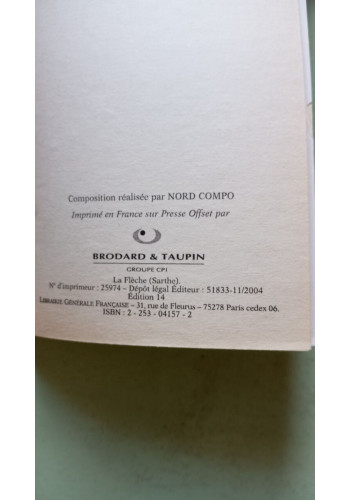 Composition réalisée par NORD COMPO
Imprimé en France sur Presse Offset par
BRODARD & TAUPIN
GROUPE CPI
La Flèche (Sarthe).
N° d'imprimeur : 25974 – Dépôt légal Éditeur : 51833-11/2004
Édition 14
LIBRAIRIE GÉNÉRALE FRANÇAISE – 31, rue de Fleurus – 75278 Paris cedex 06.
ISBN : 2 - 253 - 04157 - 2